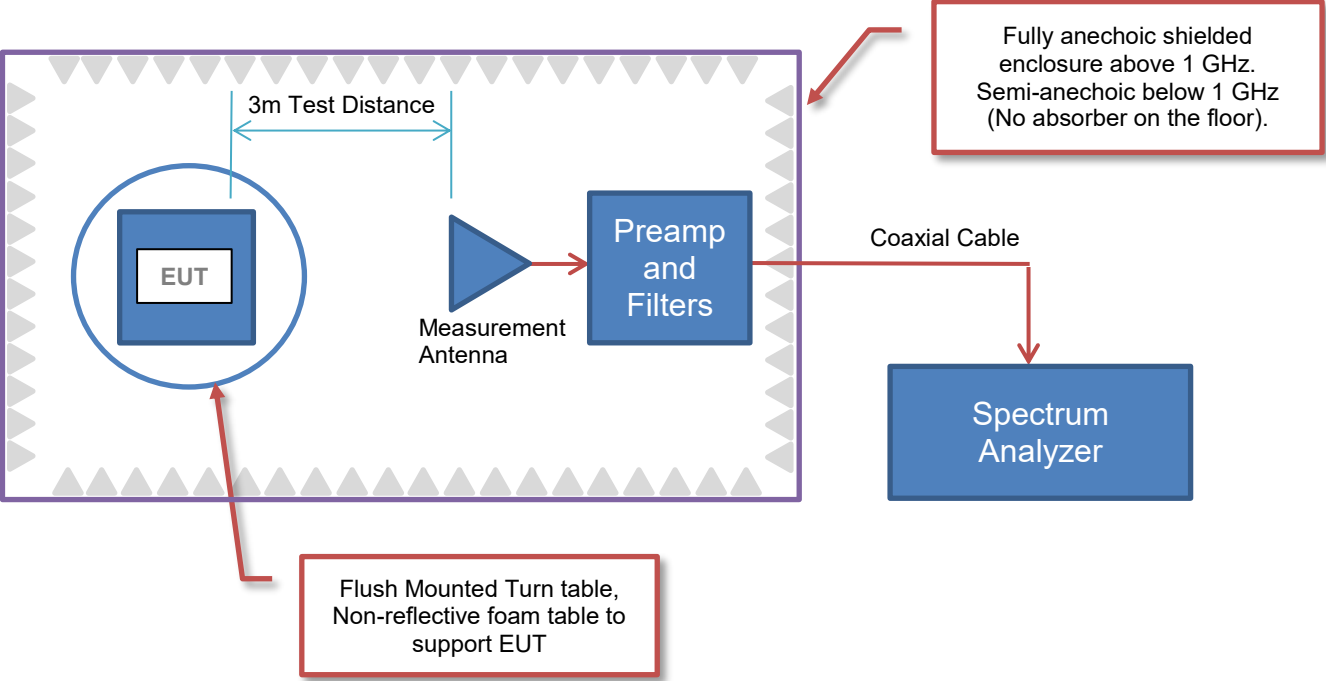 Fully anechoic shielded
enclosure above 1 GHz.
Semi-anechoic below 1 GHz
(No absorber on the floor).
3m Test Distance
EUT
Measurement
Antenna
Preamp
and
Filters
Coaxial Cable
Spectrum
Analyzer
Flush Mounted Turn table,
Non-reflective foam table to
support EUT